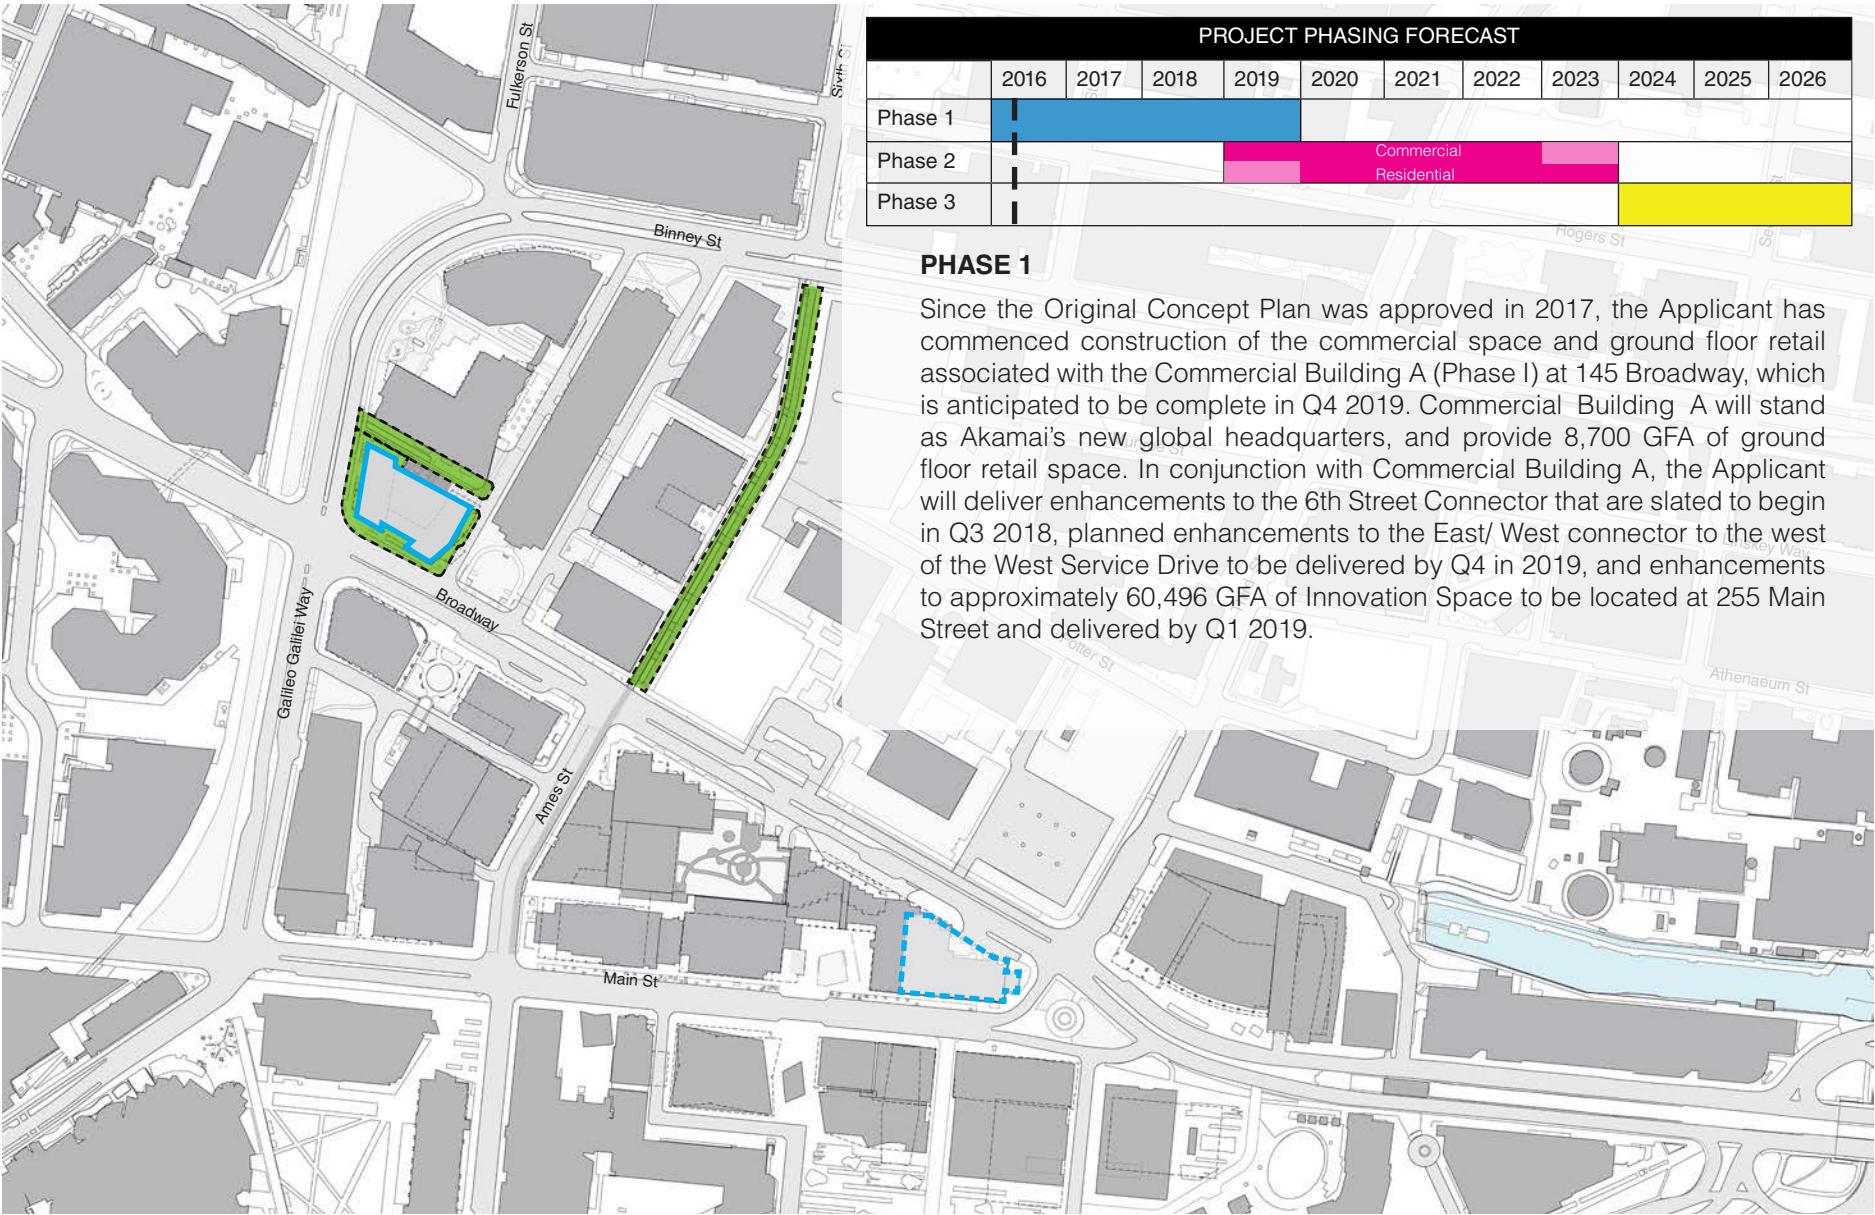 PROJECT PHASING FORECAST
2016 2017 2018 2019 2020 2021 2022 2023 2024 2025 2026
Phase 1
Phase 2
Commercial
Residential
Phase 3
PHASE 1
Since the Original Concept Plan was approved in 2017, the Applicant has
commenced construction of the commercial space and ground floor retail
associated with the Commercial Building A (Phase I) at 145 Broadway, which
is anticipated to be complete in Q4 2019. Commercial Building A will stand
as Akamai's new global headquarters, and provide 8,700 GFA of ground
floor retail space. In conjunction with Commercial Building A, the Applicant
will deliver enhancements to the 6th Street Connector that are slated to begin
in Q3 2018, planned enhancements to the East/ West connector to the west
of the West Service Drive to be delivered by Q4 in 2019, and enhancements
to approximately 60,496 GFA of Innovation Space to be located at 255 Main
Street and delivered by Q1 2019.
Fulkerson St
Sixth St
Binney St
Rogers St
Linskey Way
Potter St
Athenaeum St
Galileo Galilei Way
Broadway
Ames St
Main St